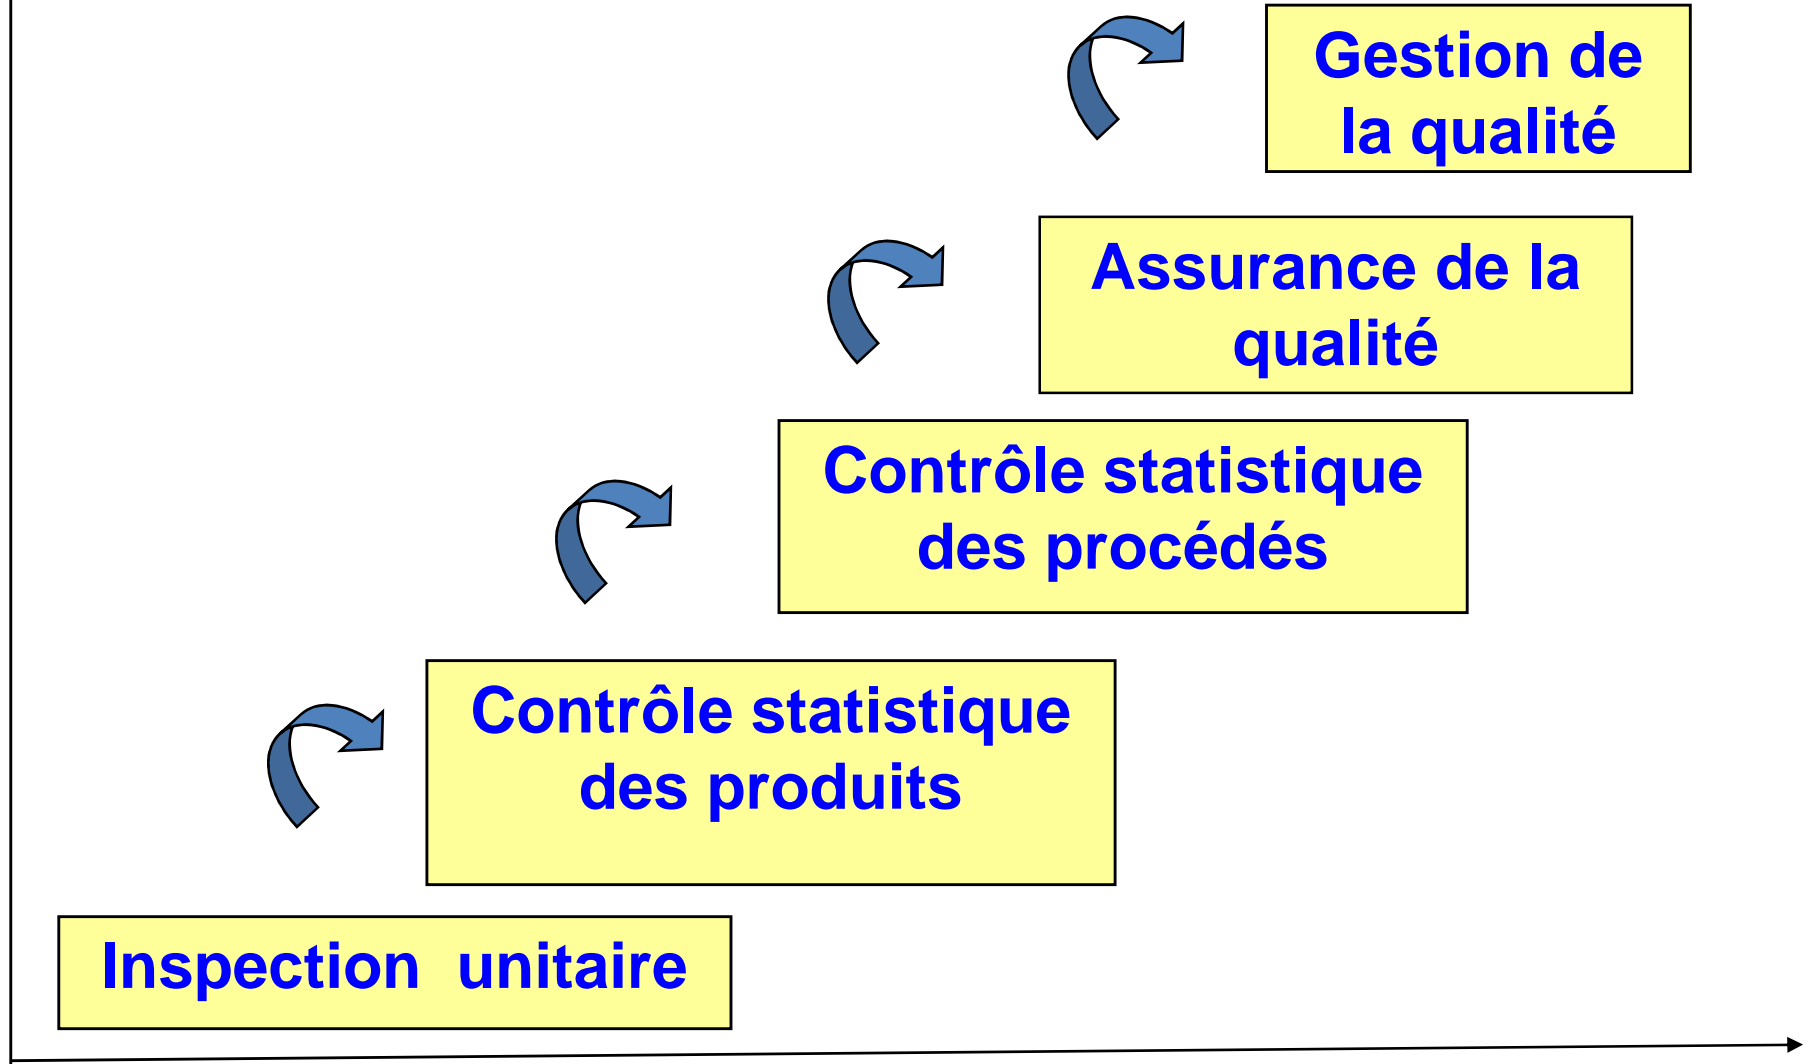 Gestion de
la qualité
Assurance de la
qualité
Contrôle statistique
des procédés
Contrôle statistique
des produits
Inspection  unitaire